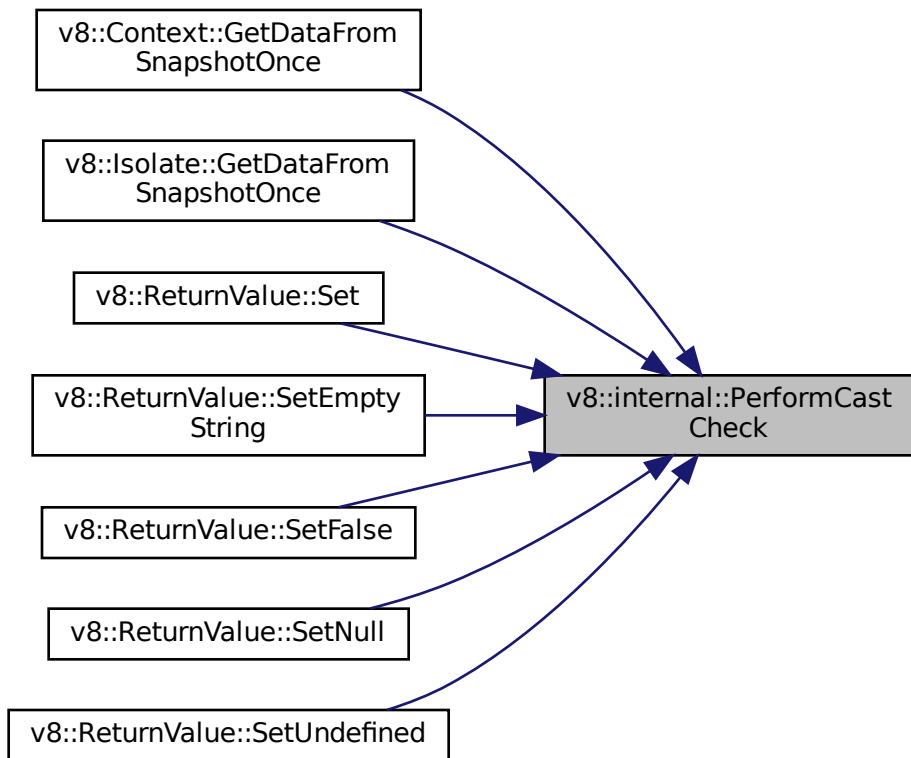 v8::Context::GetDataFrom
SnapshotOnce
v8::Isolate::GetDataFrom
SnapshotOnce
v8::ReturnValue::Set
v8::ReturnValue::SetEmpty
String
v8::internal::PerformCast
Check
v8::ReturnValue::SetFalse
v8::ReturnValue::SetNull
v8::ReturnValue::SetUndefined